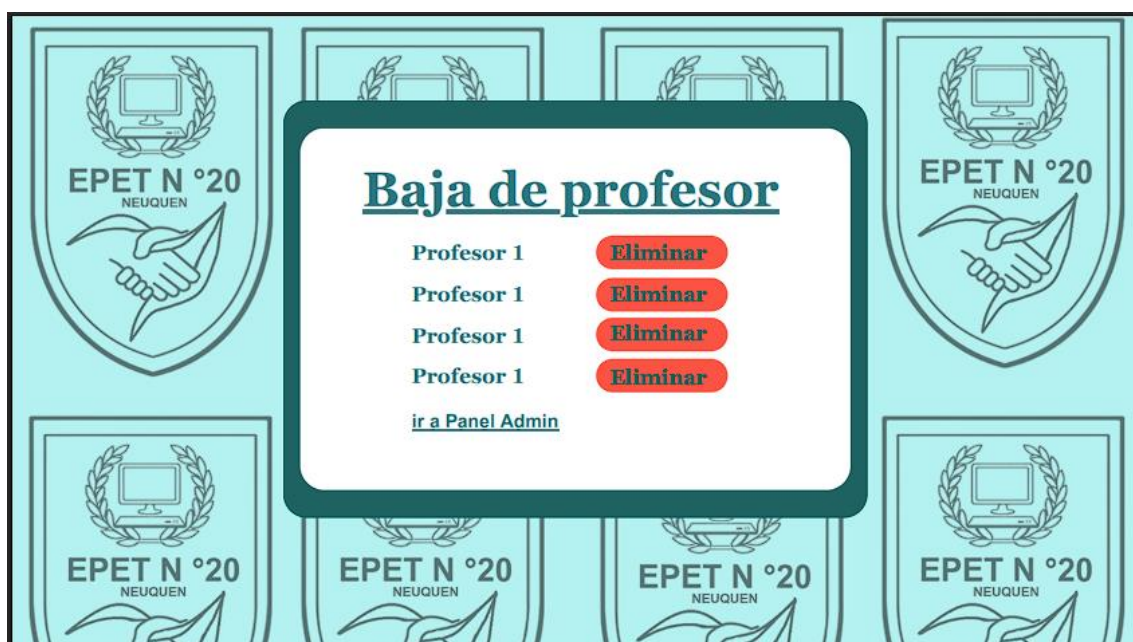 EPET N °20
NEUQUEN
EPET N °20
NEUQUEN
Baja de profesor
Profesor 1 Eliminar
Profesor 1 Eliminar
Profesor 1 Eliminar
Profesor 1 Eliminar
ir a Panel Admin
EPET N °20
NEUQUEN
EPET N °20
NEUQUEN
EPET N °20
NEUQUEN
EPET N °20
NEUQUEN